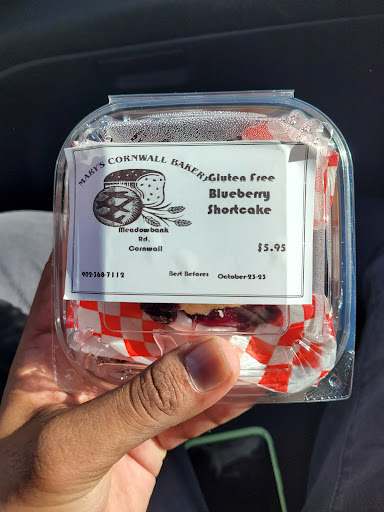 MARY'S CORNWALL BAKERY
Gluten Free
Blueberry
Shortcake
Meadowbank
Rd.
Cornwall
$5.95
902-368-7112
Best Befores October 23-23